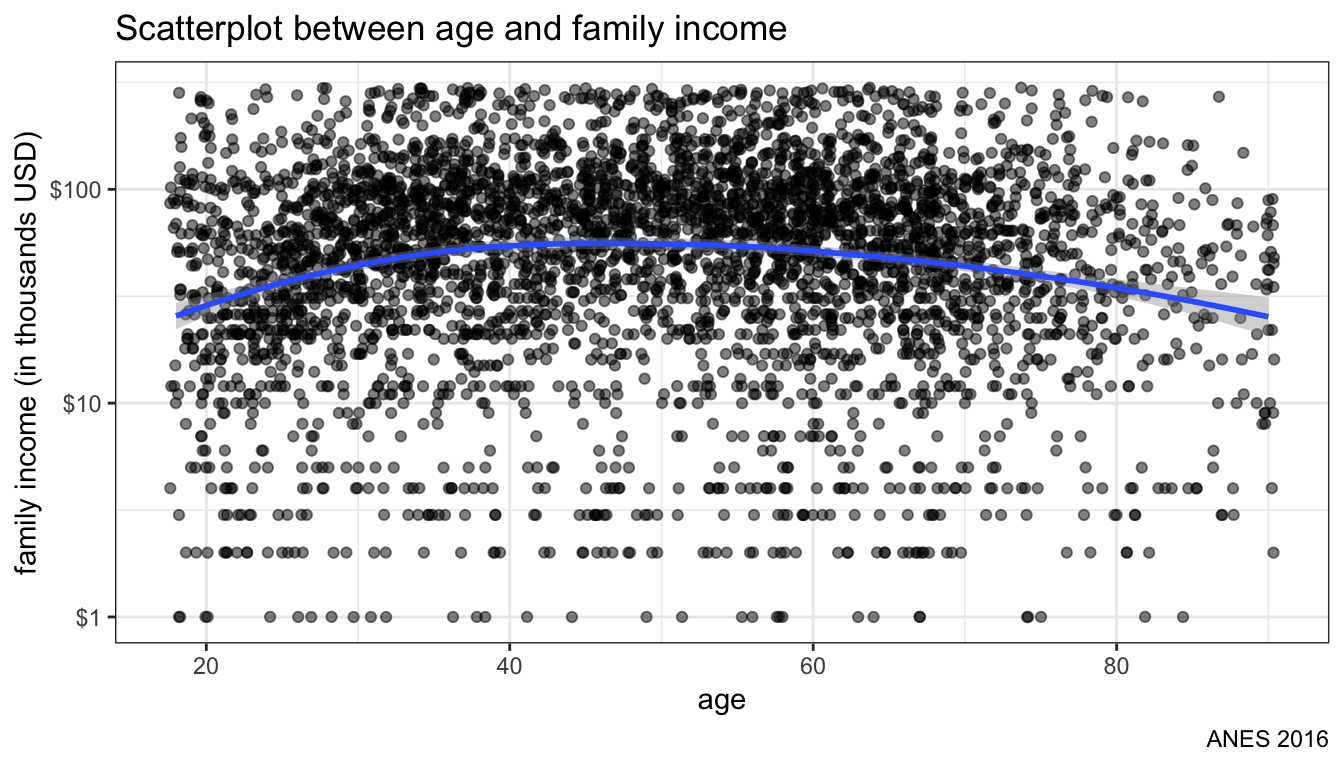 Scatterplot between age and family income
family income (in thousands USD)
$100
$10
$1
20 40 60 80
age
ANES 2016